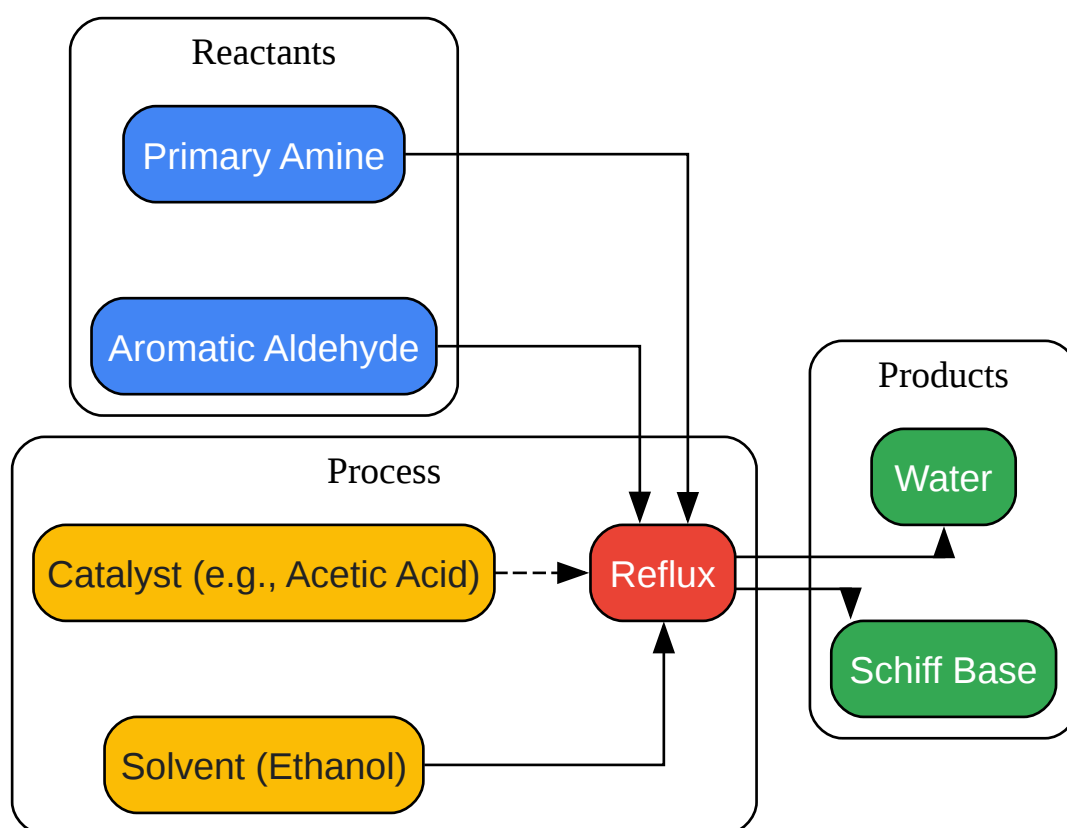 Reactants
Primary Amine
Aromatic Aldehyde
Process
Catalyst (e.g., Acetic Acid)
Reflux
Solvent (Ethanol)
Products
Water
Schiff Base